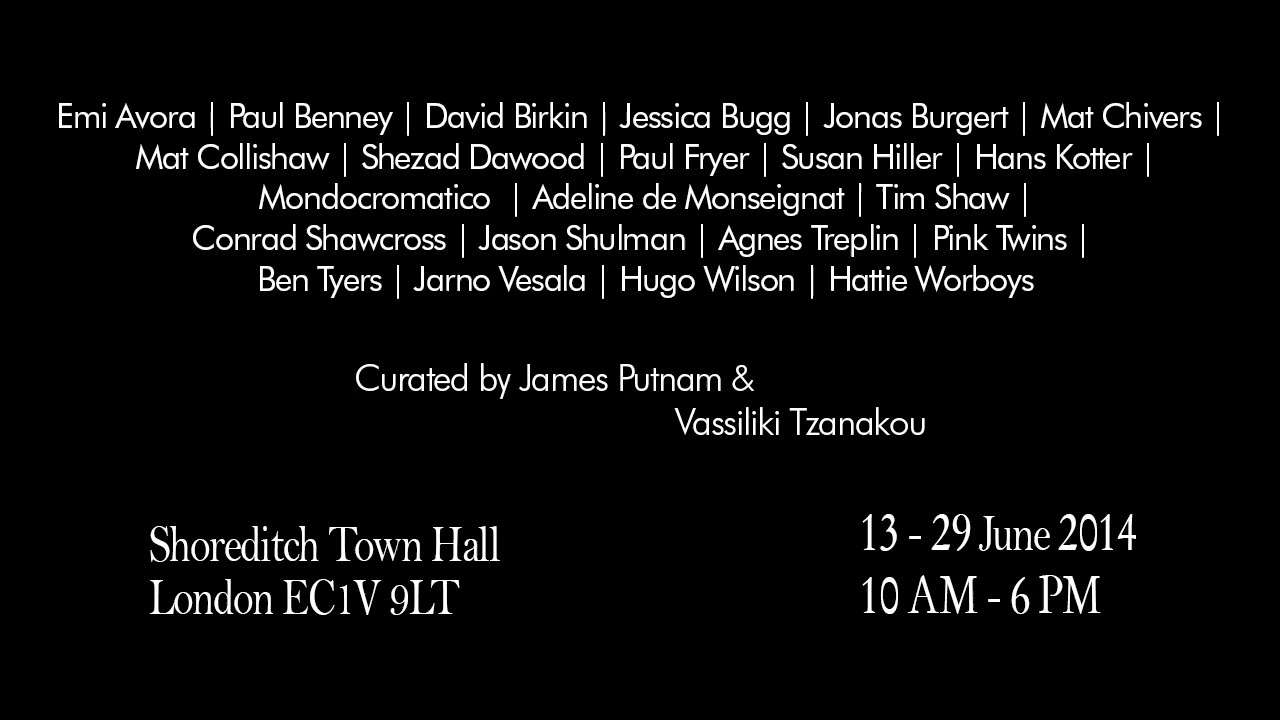 Emi Avora | Paul Benney | David Birkin | Jessica Bugg | Jonas Burgert | Mat Chivers |
Mat Collishaw | Shezad Dawood | Paul Fryer | Susan Hiller | Hans Kotter |
Mondocromatico | Adeline de Monseignat | Tim Shaw |
Conrad Shawcross | Jason Shulman | Agnes Treplin | Pink Twins |
Ben Tyers | Jarno Vesala | Hugo Wilson | Hattie Worboys
Curated by James Putnam &
Vassiliki Tzanakou
Shoreditch Town Hall
London EC1V 9LT
13 - 29 June 2014
10 AM - 6 PM